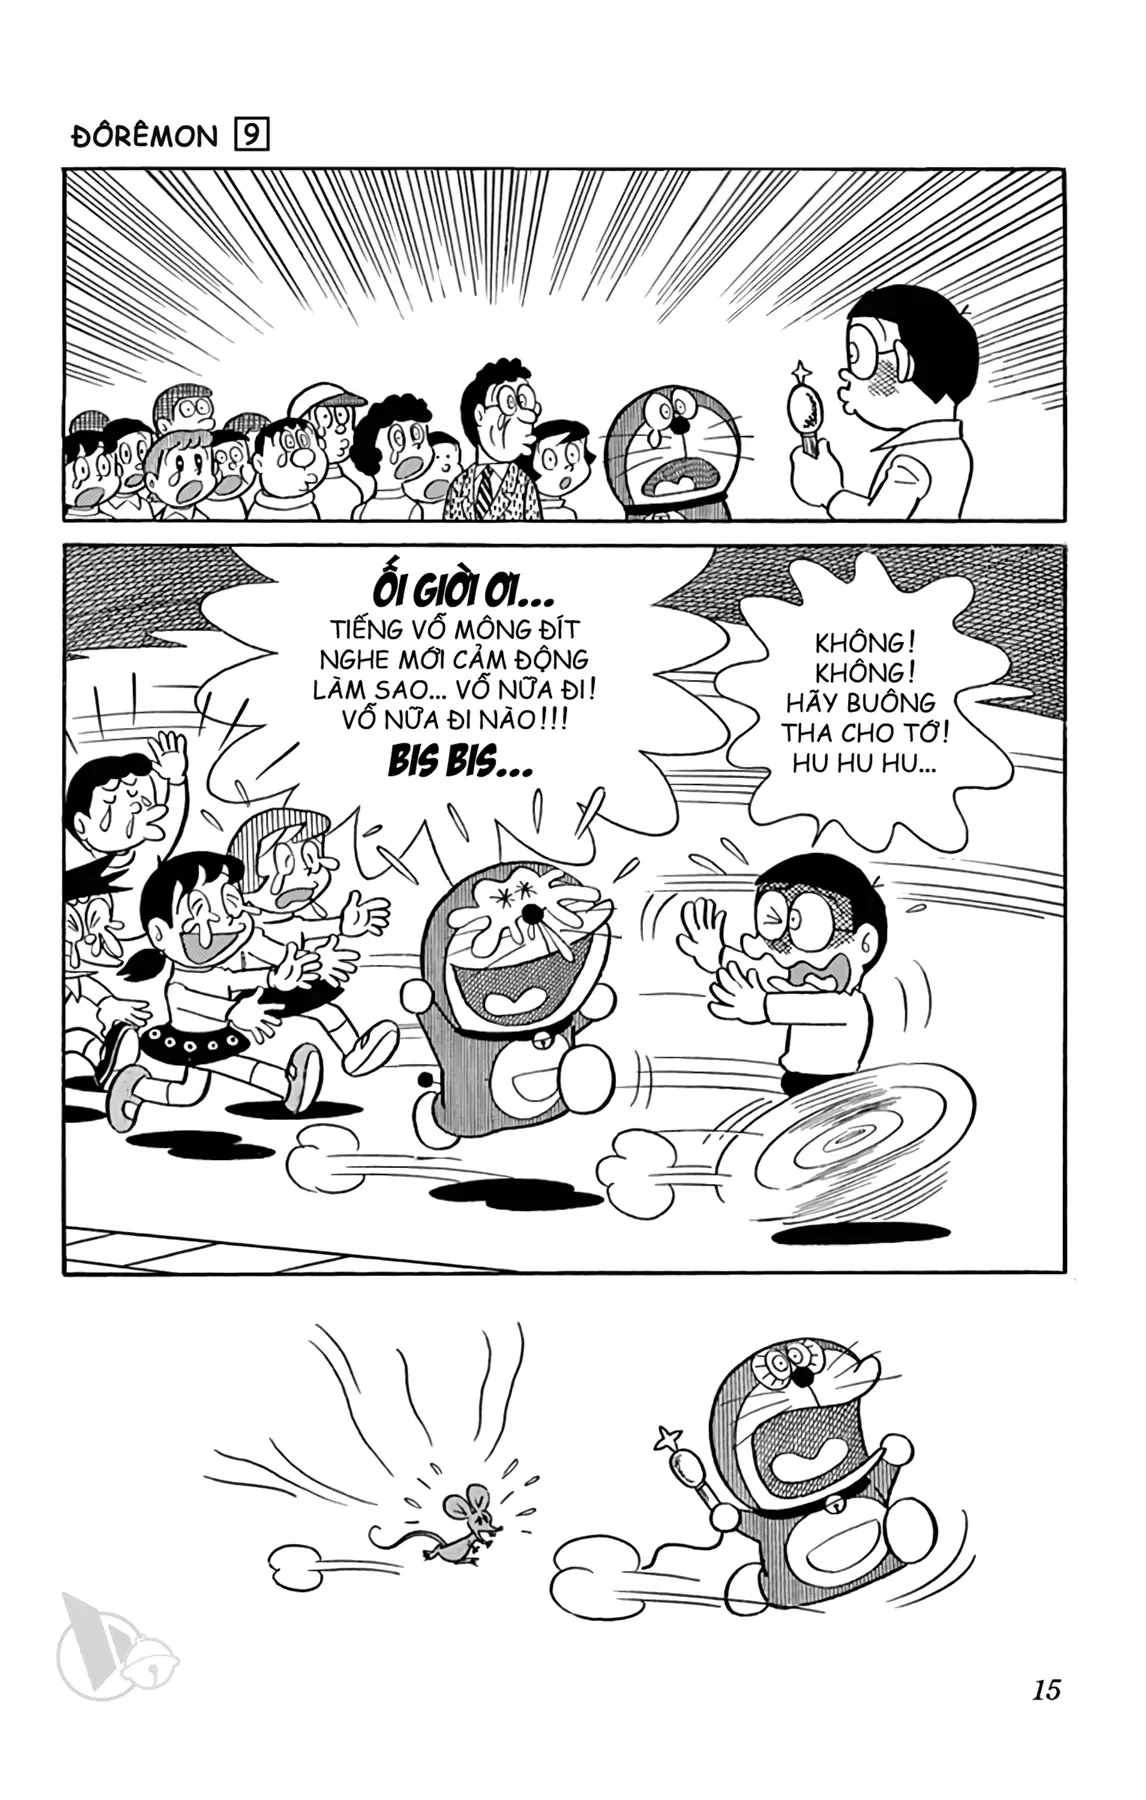 ĐÔRÊMON 9
ỐI GIỜI ƠI...
TIẾNG VỖ MÔNG ĐÍT
NGHE MỚI CẢM ĐỘNG
LÀM SAO... VỖ NỮA ĐI!
VỖ NỮA ĐI NÀO!!!
BIS BIS...
KHÔNG!
KHÔNG!
HÃY BUÔNG
THA CHO TỚ!
HU HU HU...
15